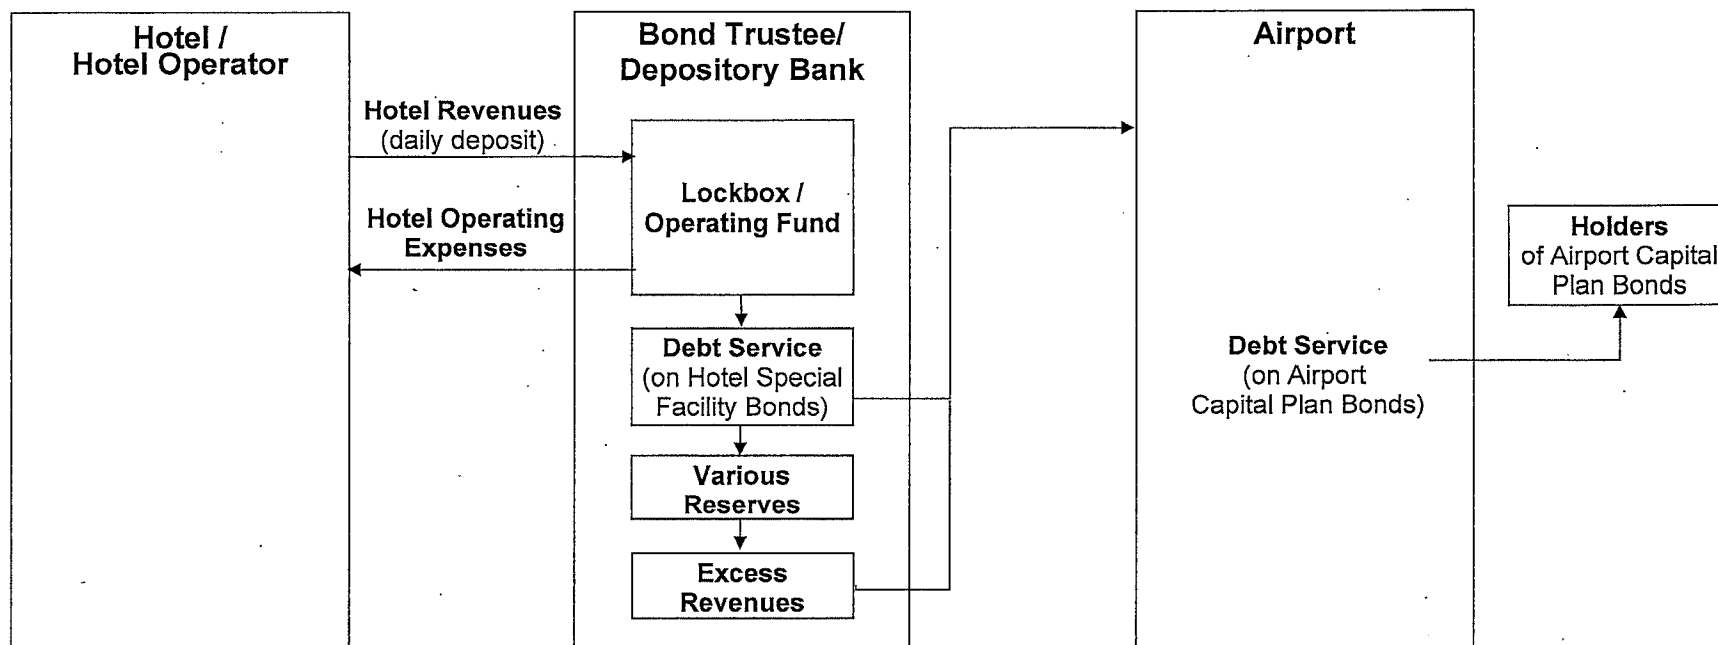 Hotel /
Hotel Operator
Bond Trustee/
Depository Bank
Airport
Hotel Revenues
(daily deposit)
Lockbox /
Operating Fund
Hotel Operating
Expenses
Holders
of Airport Capital
Plan Bonds
Debt Service
(on Hotel Special
Facility Bonds)
Debt Service
(on Airport
Capital Plan Bonds)
Various
Reserves
Excess
Revenues